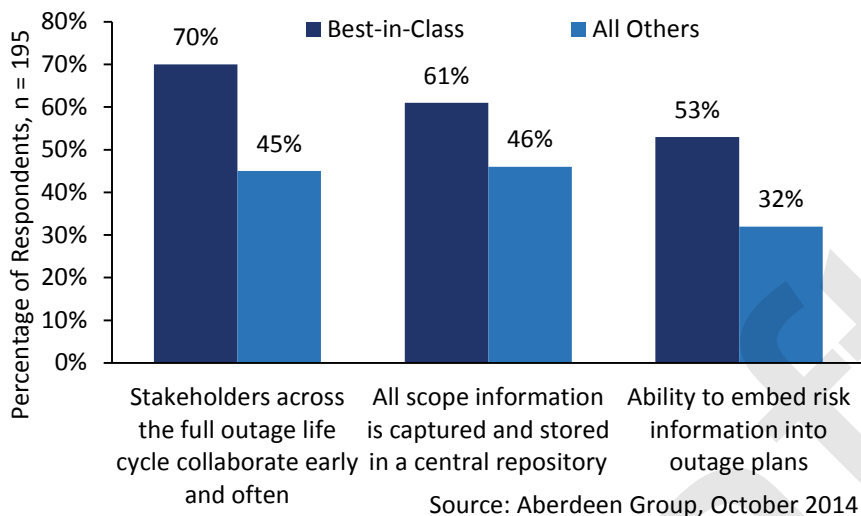 Best-in-Class
All Others
Percentage of Respondents, n = 195
80%
70%
60%
50%
40%
30%
20%
10%
0%
70%
45%
61%
46%
53%
32%
Stakeholders across
the full outage life
cycle collaborate early
and often
All scope information
is captured and stored
in a central repository
Ability to embed risk
information into
outage plans
Source: Aberdeen Group, October 2014